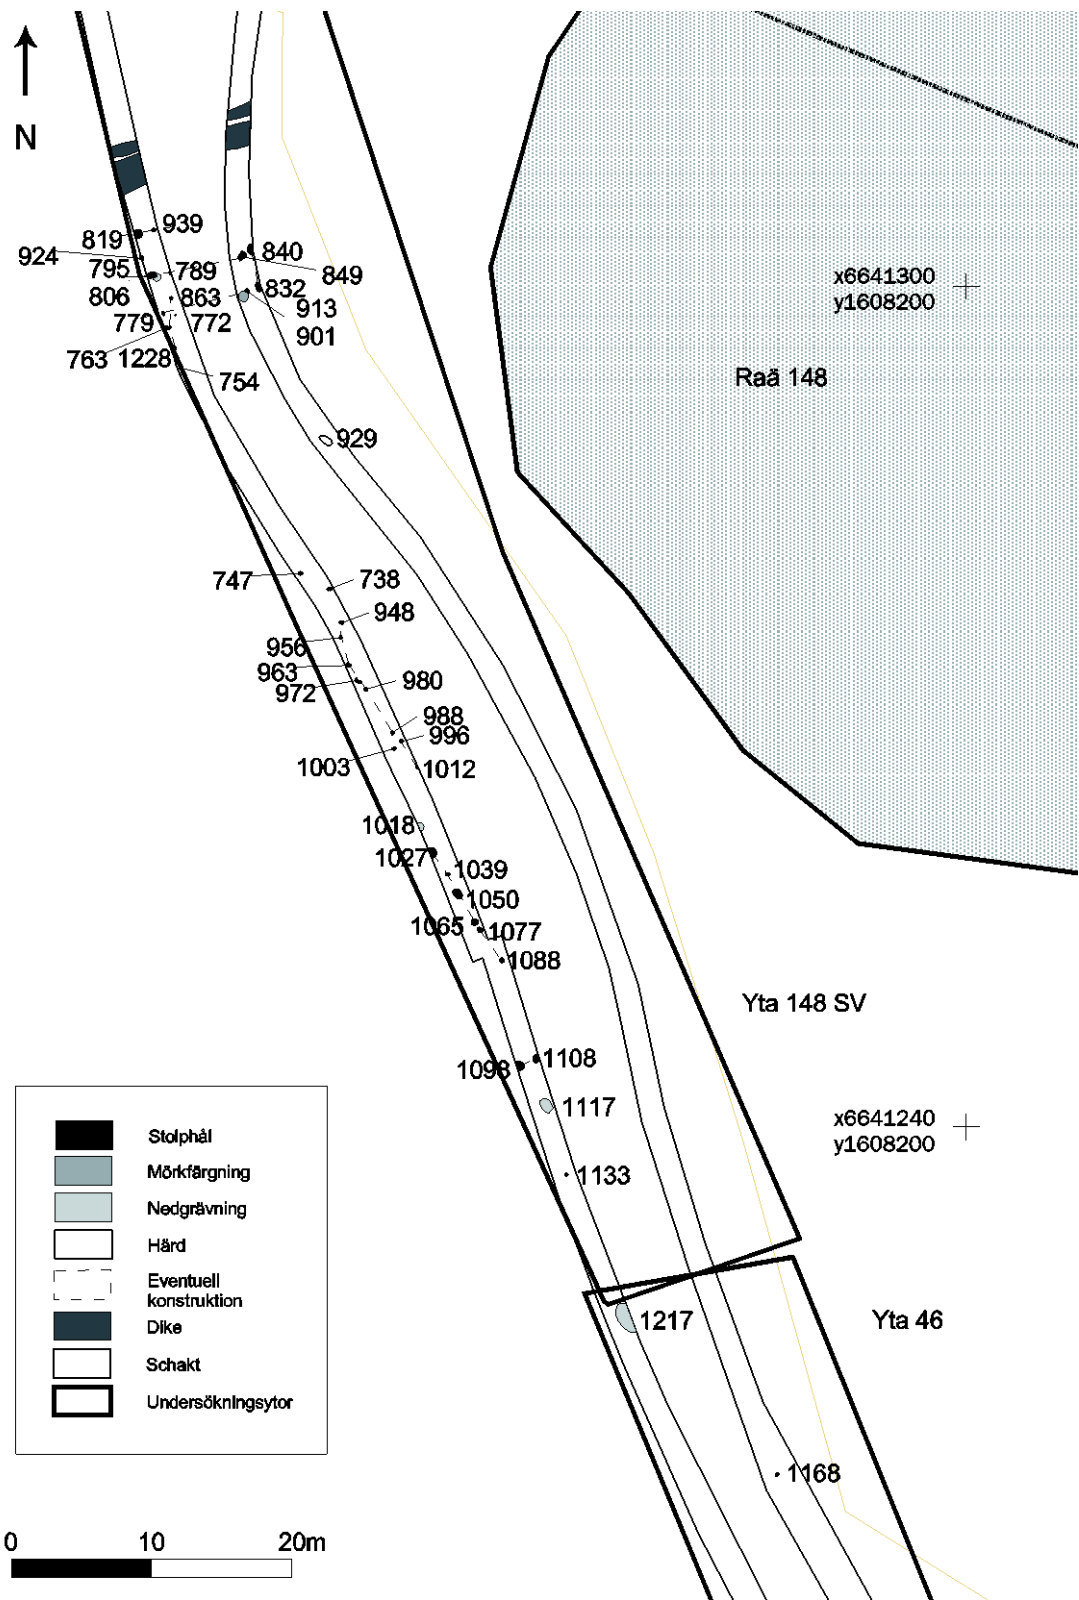 N
939
819
924
795
789
840
849
806
863
832
913
779
772
901
763
1228
754
x6641300
y1608200
Raä 148
929
747
738
948
956
963
972
980
988
996
1003
1012
1018
1027
1039
1050
1065
1077
1088
Yta 148 SV
1098
1108
1117
x6641240
y1608200
1133
Stolphål
Mörkfärgning
Nedgrävning
Härd
Eventuell
konstruktion
Dike
Schakt
Undersökningsytor
1217
Yta 46
1168
0 10 20m